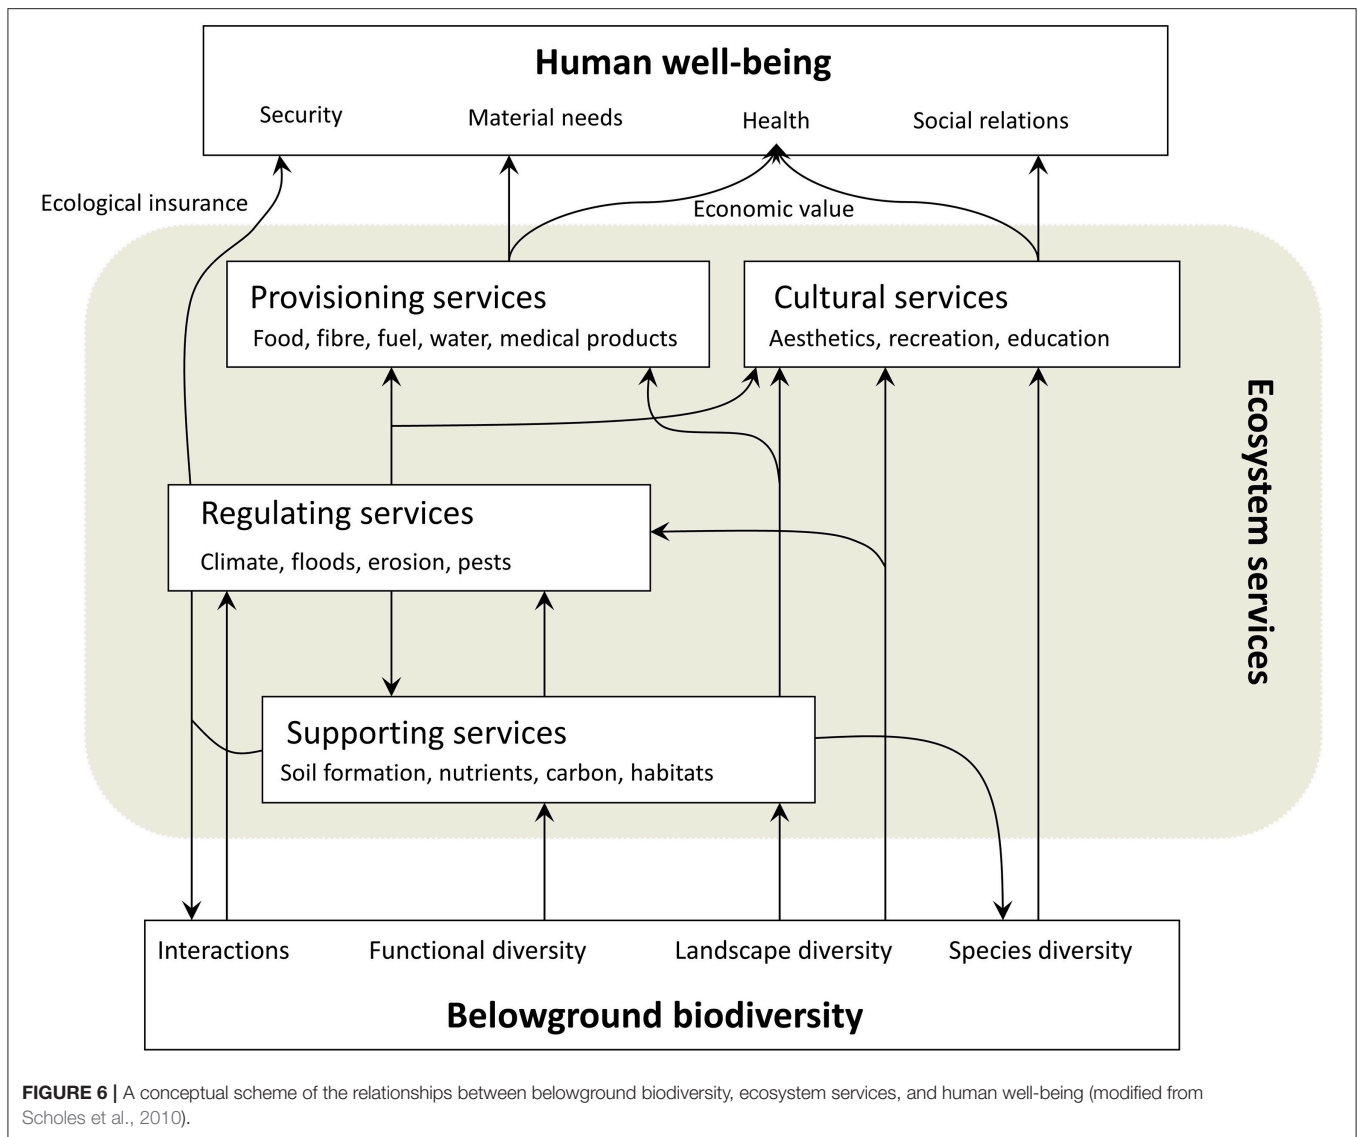 Human well-being
Security
Material needs
Health
Social relations
Ecological insurance
Economic value
Provisioning services
Food, fibre, fuel, water, medical products
Cultural services
Aesthetics, recreation, education
Ecosystem services
Regulating services
Climate, floods, erosion, pests
Supporting services
Soil formation, nutrients, carbon, habitats
Interactions
Functional diversity
Landscape diversity
Species diversity
Belowground biodiversity
FIGURE 6 | A conceptual scheme of the relationships between belowground biodiversity, ecosystem services, and human well-being (modified from
Scholes et al., 2010).